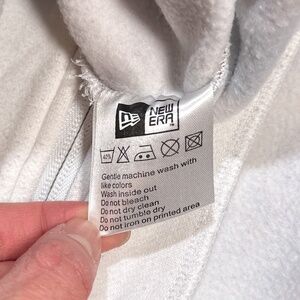 NEW
ERA
40°
Gentle machine wash with
like colors
Wash inside out
Do not bleach
Do not dry clean
Do not tumble dry
Do not iron on printed area